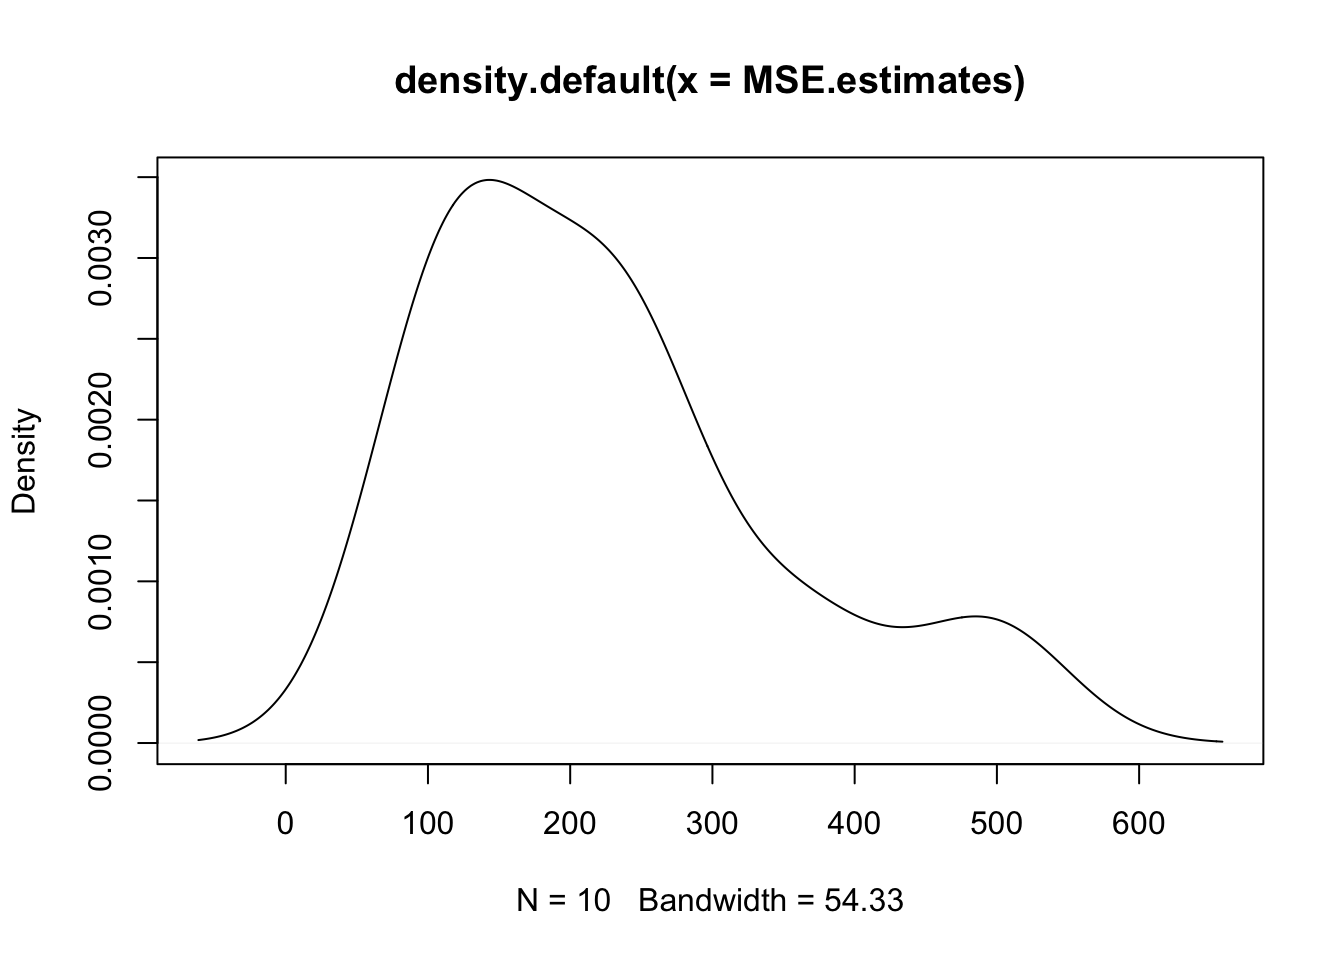 density.default(x = MSE.estimates)
Density
0.0030
0.0020
0.0010
0.0000
0 100 200 300 400 500 600
N = 10 Bandwidth = 54.33